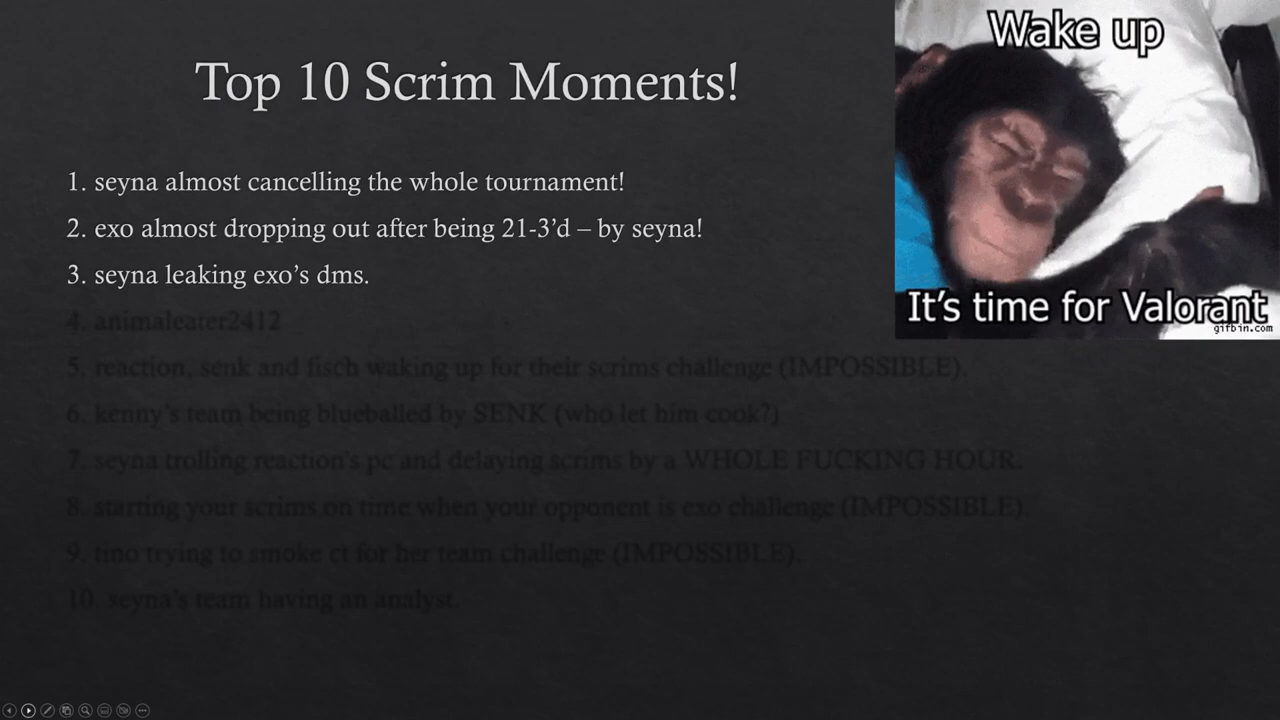 Top 10 Scrim Moments!
Wake up
It's time for Valorant
gifbin.com
1. seyna almost cancelling the whole tournament!
2. exo almost dropping out after being 21-3’d – by seyna!
3. seyna leaking exo’s dms.
4. animaleater2412
5. reaction, senk and fisch waking up for their scrims challenge (IMPOSSIBLE)
6. kenny’s team being blueballed by SENK (who let him cook?)
7. seyna trolling reaction's pc and delaying scrims by a WHOLE FUCKING HOUR.
8. starting your scrims on time when your opponent is exo challenge (IMPOSSIBLE)
9. tino trying to smoke ct for her team challenge (IMPOSSIBLE).
10. seyna’s team having an analyst.